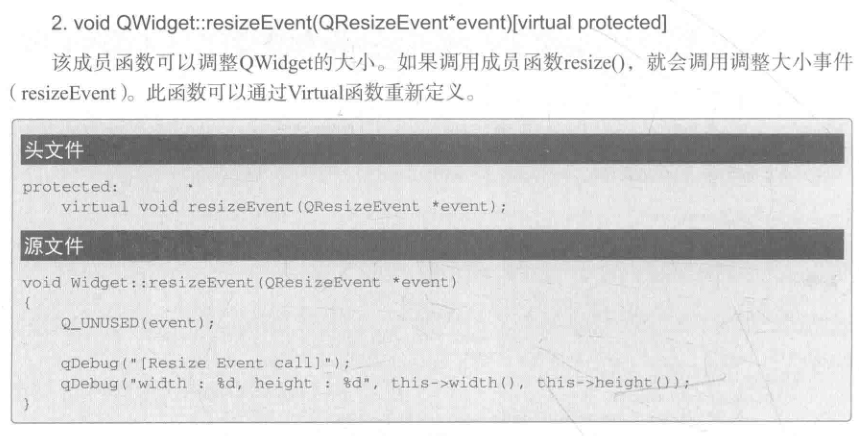 2. void QWidget::resizeEvent(QResizeEvent*event)[virtual protected]
该成员函数可以调整QWidget的大小。如果调用成员函数resize()，就会调用调整大小事件
（resizeEvent）。此函数可以通过Virtual函数重新定义。
头文件
protected:
    virtual void resizeEvent(QResizeEvent *event);
源文件
void Widget::resizeEvent(QResizeEvent *event)
{
    Q_UNUSED(event);
    qDebug("[Resize Event call]");
    qDebug("width : %d, height : %d", this->width(), this->height());
}